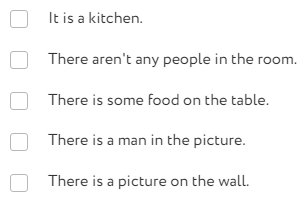 It is a kitchen.
There aren't any people in the room.
There is some food on the table.
There is a man in the picture.
There is a picture on the wall.